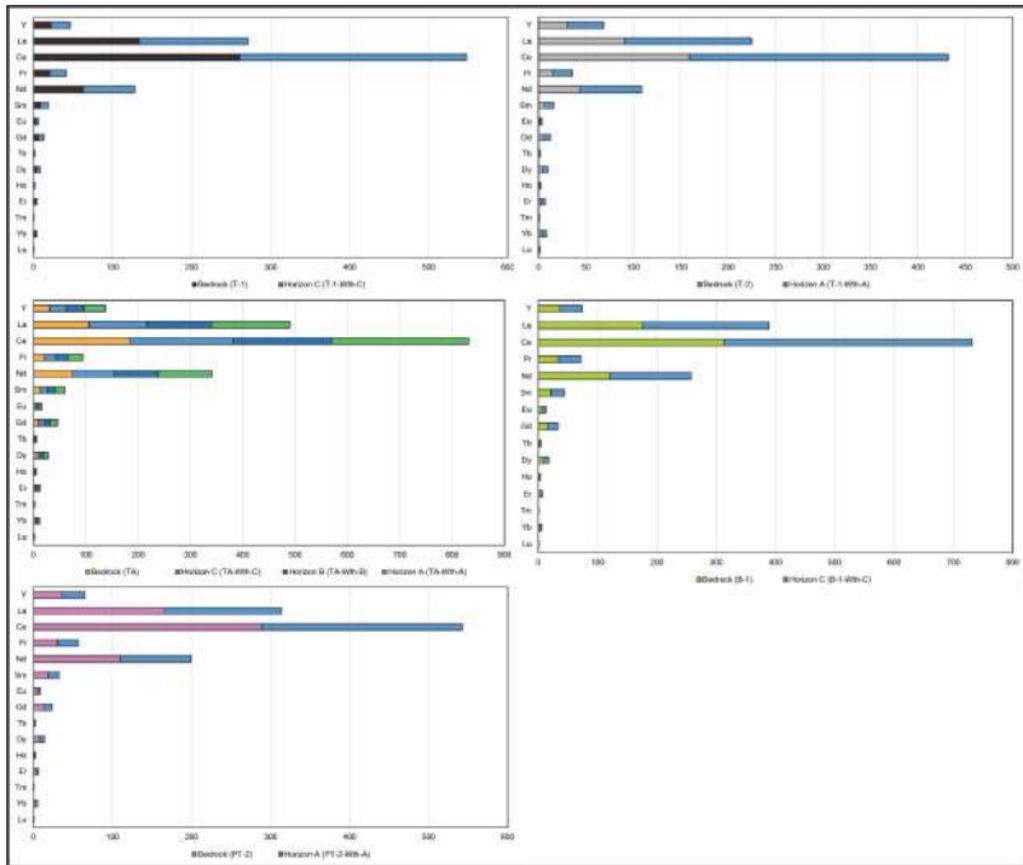 Y
La
Ce
Pr
Nd
Sm
Eu
Gd
Tb
Dy
Ho
Er
Tm
Yb
Lu
0 100 200 300 400 500 600
Bedrock (T-1) Horizon C (T-1-Wth-C)
Y
La
Ce
Pr
Nd
Sm
Eu
Gd
Tb
Dy
Ho
Er
Tm
Yb
Lu
0 50 100 150 200 250 300 350 400 450 500
Bedrock (T-2) Horizon A (T-1-Wth-A)
Y
La
Ce
Pr
Nd
Sm
Eu
Gd
Tb
Dy
Ho
Er
Tm
Yb
Lu
0 100 200 300 400 500 600 700 800 900
Bedrock (TA) Horizon C (TA-Wth-C) Horizon B (TA-Wth-B) Horizon A (TA-Wth-A)
Y
La
Ce
Pr
Nd
Sm
Eu
Gd
Tb
Dy
Ho
Er
Tm
Yb
Lu
0 100 200 300 400 500 600 700 800
Bedrock (B-1) Horizon C (B-1-Wth-C)
Y
La
Ce
Pr
Nd
Sm
Eu
Gd
Tb
Dy
Ho
Er
Tm
Yb
Lu
0 100 200 300 400 500 600
Bedrock (PT-2) Horizon A (PT-2-Wth-A)